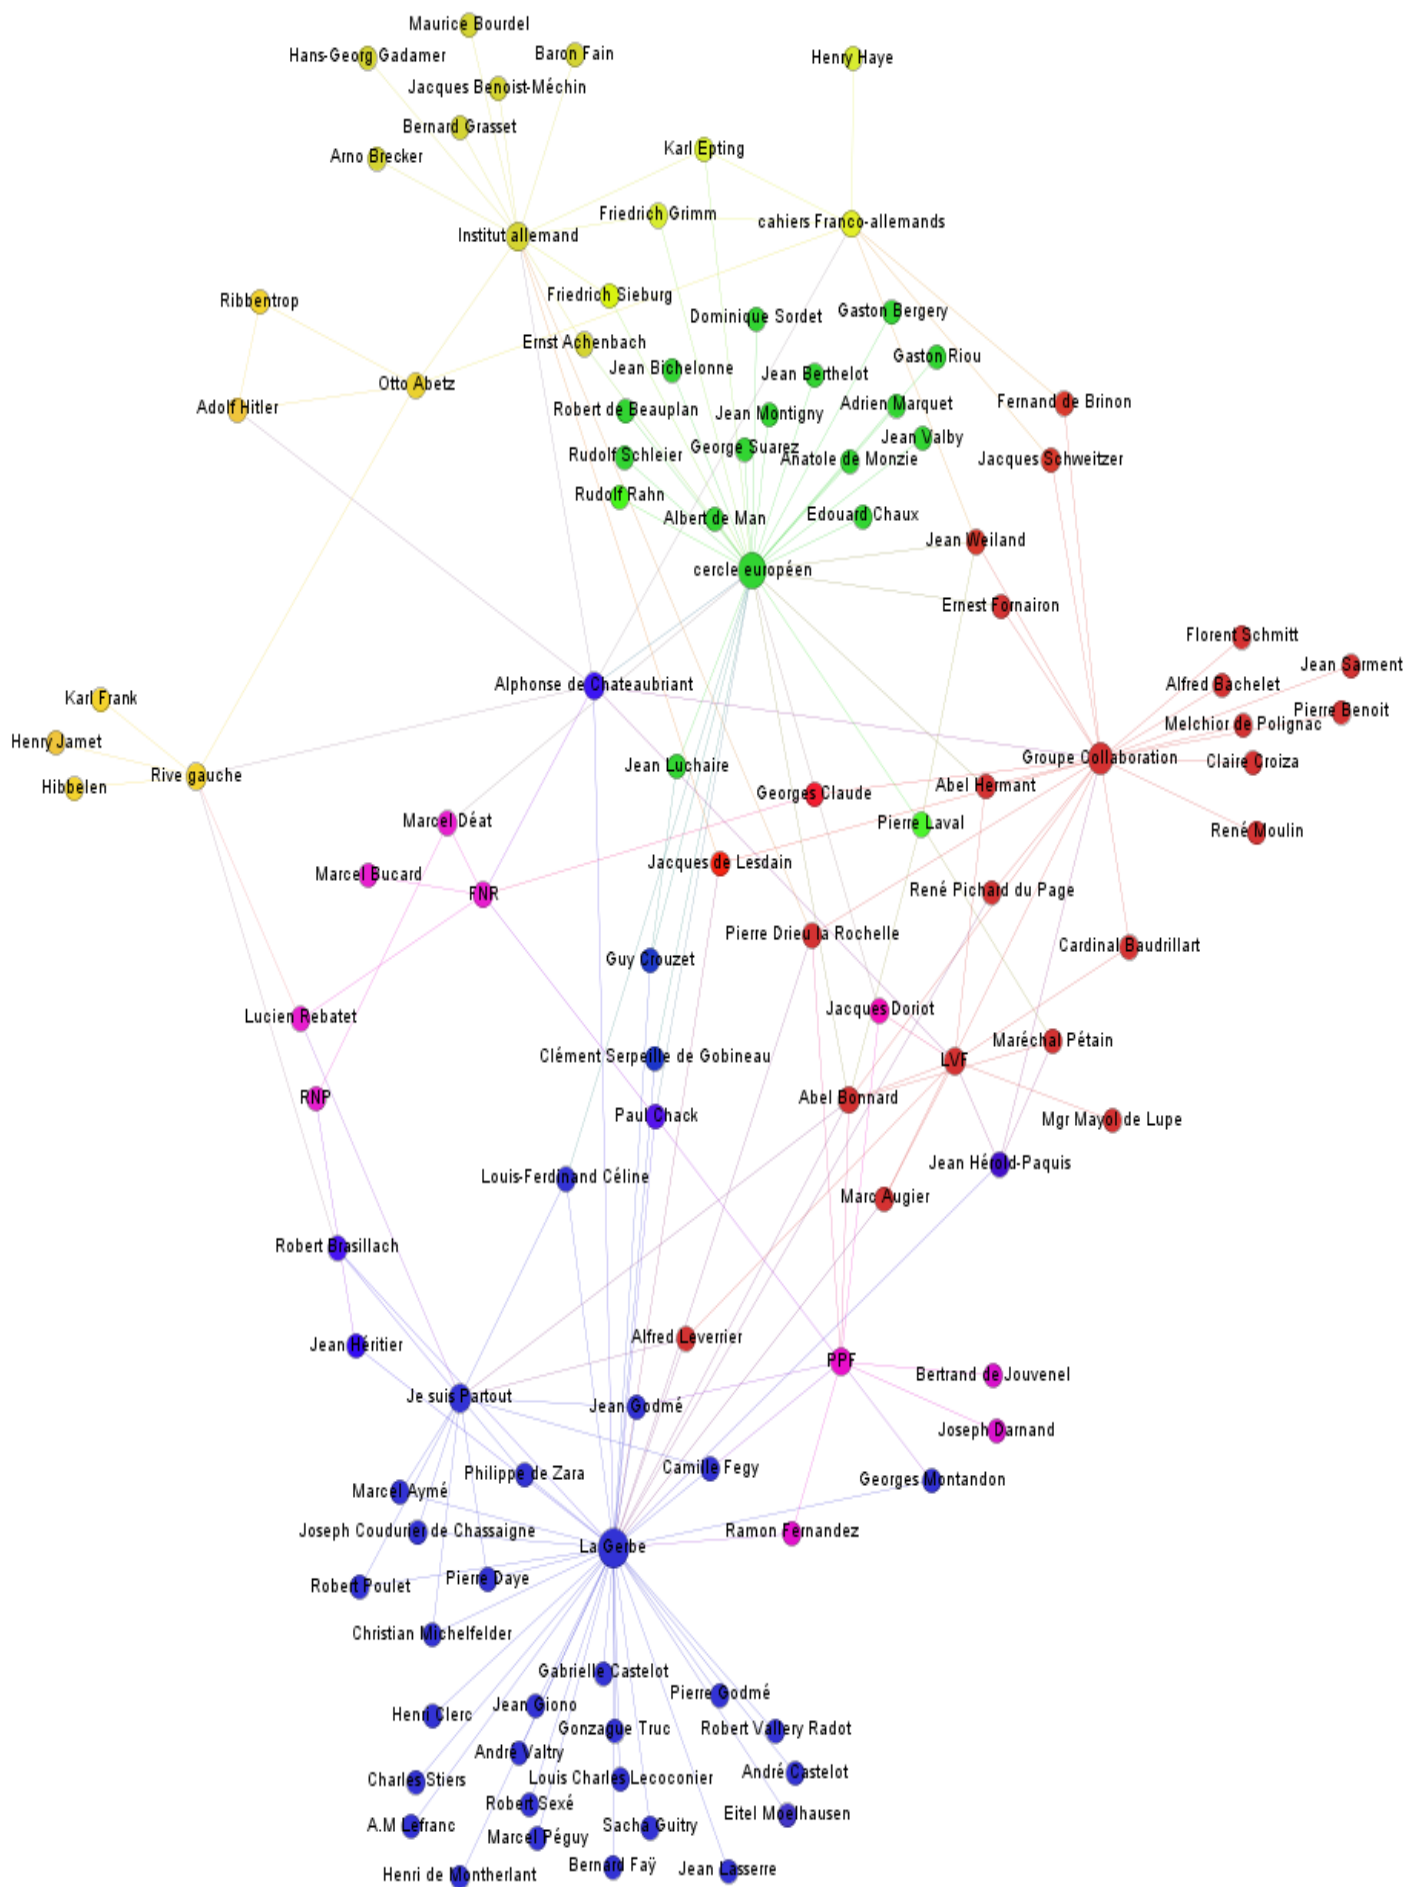 Maurice Bourdel
Hans-Georg Gadamer
Baron Fain
Henry Haye
Jacques Benoist-Méchin
Bernard Grasset
Arno Brecker
Karl Epting
Friedrich Grimm
cahiers Franco-allemands
Institut allemand
Ribbentrop
Friedrich Sieburg
Dominique Sordet
Gaston Bergery
Ernst Achenbach
Gaston Riou
Jean Bichelonne
Jean Berthelot
Otto Abetz
Adolf Hitler
Robert de Beauplan
Jean Montigny
Adrien Marquet
Fernand de Brinon
Jean Valby
George Suarez
Rudolf Schleier
Anatole de Monzie
Jacques Schweitzer
Rudolf Rahn
Albert de Man
Edouard Chaux
Jean Weiland
cercle européen
Ernest Fornairon
Florent Schmitt
Jean Sarment
Alphonse de Chateaubriant
Alfred Bachelet
Karl Frank
Pierre Benoit
Melchior de Polignac
Henry Jamet
Groupe Collaboration
Claire Croiza
Jean Luchaire
Rive gauche
Hibbelen
Georges Claude
Abel Hermant
Marcel Déat
Pierre Laval
René Moulin
Jacques de Lesdain
Marcel Bucard
FNR
René Pichard du Page
Pierre Drieu la Rochelle
Cardinal Baudrillart
Guy Crouzet
Jacques Doriot
Lucien Rebatet
Maréchal Pétain
Clément Serpeille de Gobineau
LVF
RNP
Abel Bonnard
Paul Chack
Mgr Mayol de Lupe
Jean Hérold-Paquis
Louis-Ferdinand Céline
Marc Augier
Robert Brasillach
Alfred Leverrier
Jean Héritier
PPF
Bertrand de Jouvenel
Je suis Partout
Jean Godmé
Joseph Darnand
Philippe de Zara
Camille Fegy
Georges Montandon
Marcel Aymé
Joseph Coudurier de Chassaigne
Ramon Fernandez
La Gerbe
Robert Poulet
Pierre Daye
Christian Michelfelder
Gabrielle Castelot
Pierre Godmé
Henri Clerc
Jean Giono
Gonzague Truc
Robert Vallery Radot
André Valtry
Charles Stiers
Louis Charles Lecoconier
André Castelot
Robert Sexé
Eitel Moelhausen
A.M Lefranc
Sacha Guitry
Marcel Péguy
Bernard Faÿ
Jean Lasserre
Henri de Montherlant